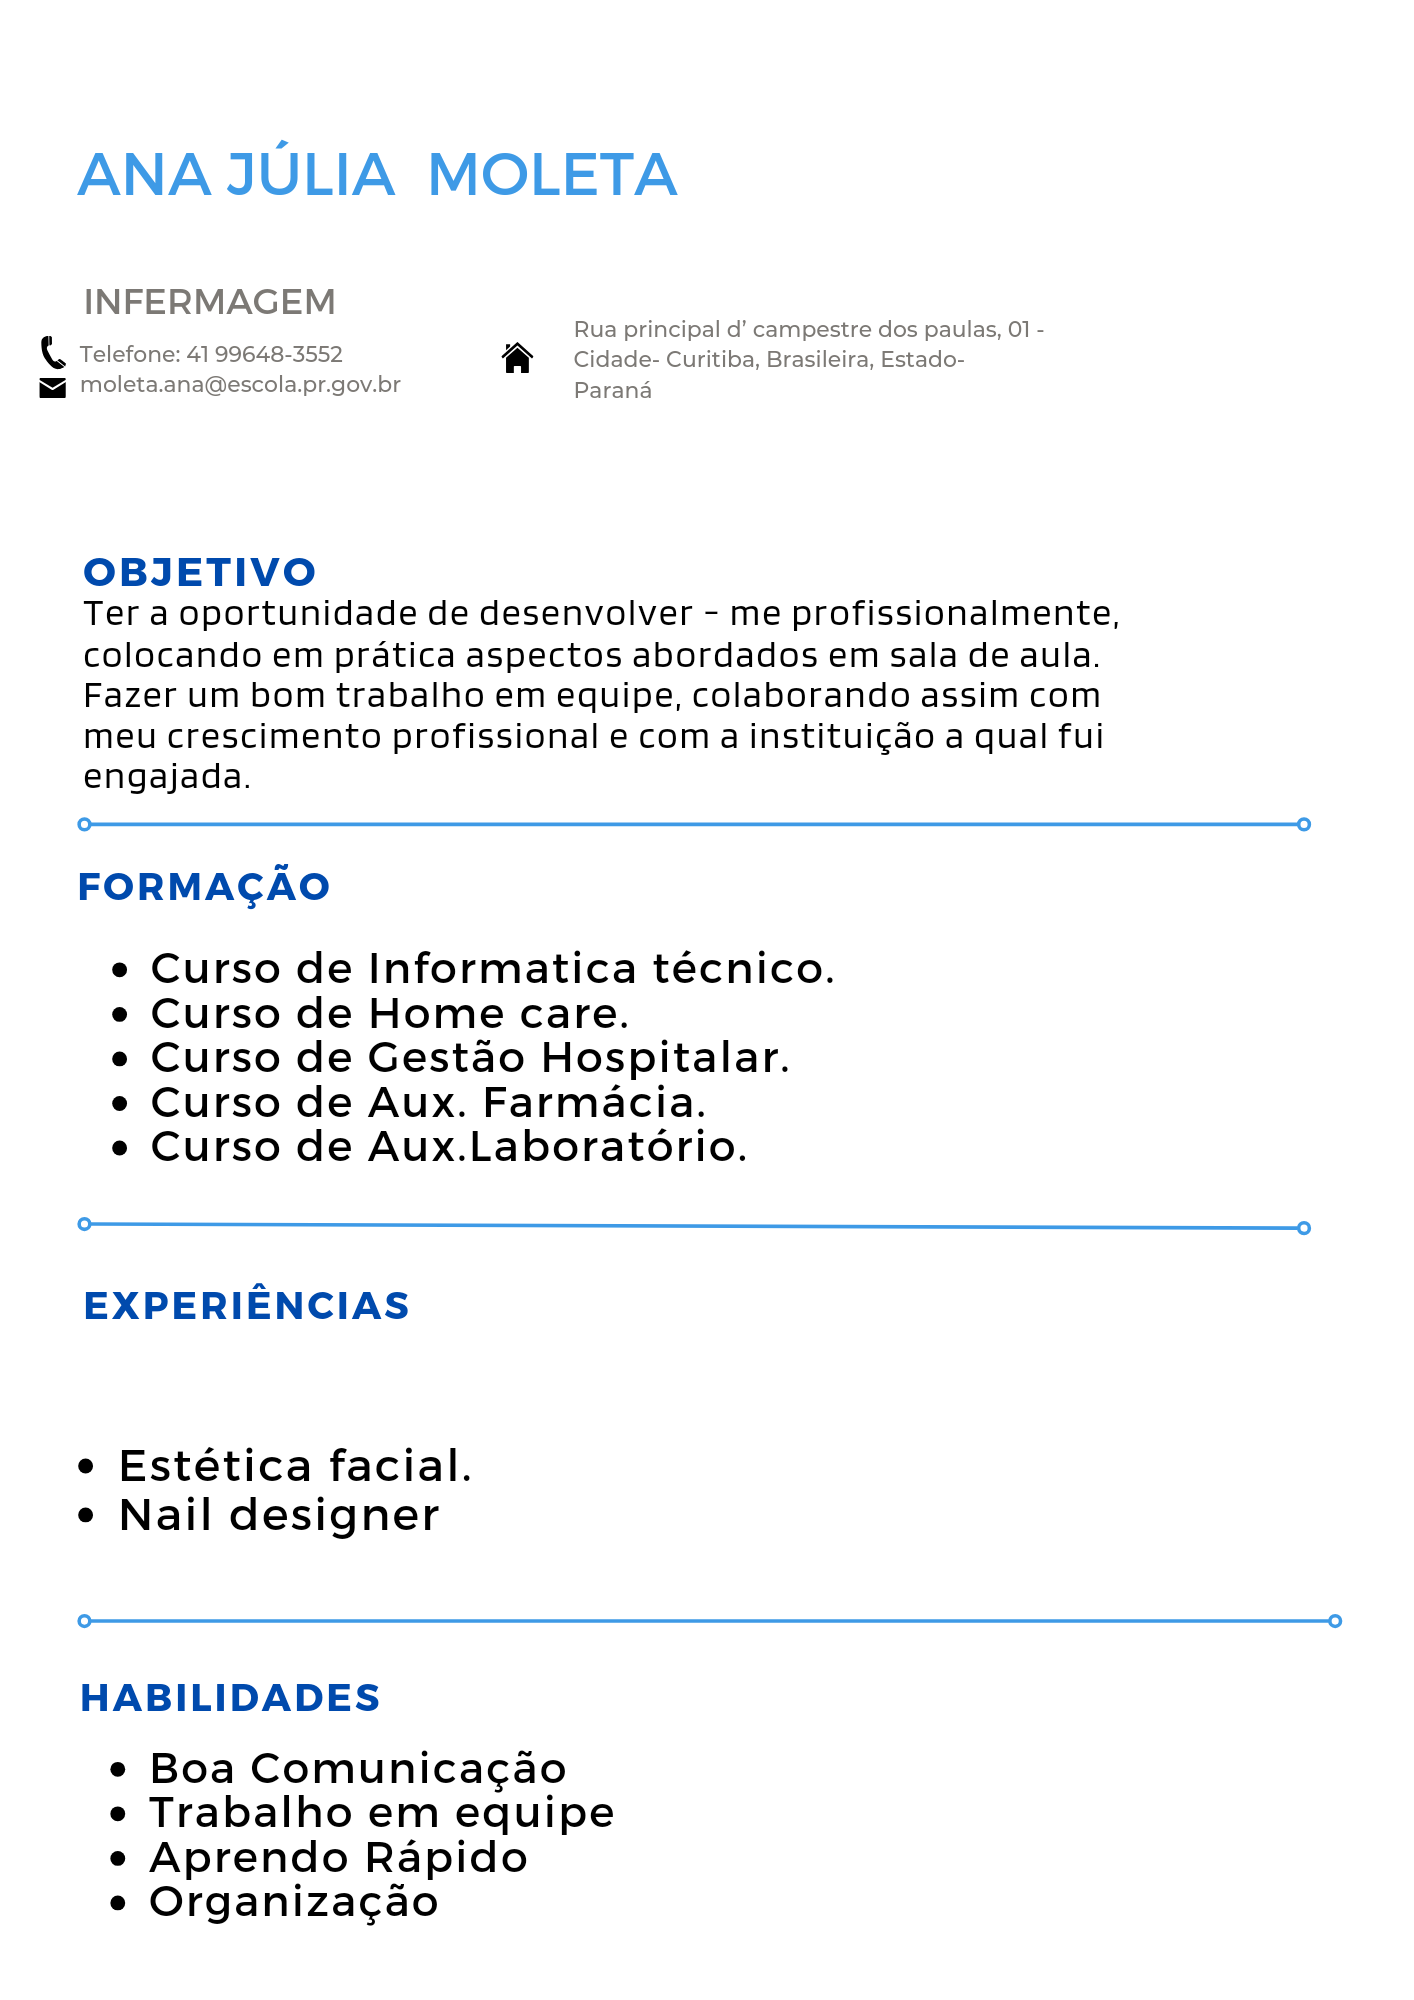 ANA JÚLIA  MOLETA
INFERMAGEM
Telefone: 41 99648-3552
moleta.ana@escola.pr.gov.br
Rua principal d’ campestre dos paulas, 01 -
Cidade- Curitiba, Brasileira, Estado-
Paraná
OBJETIVO
Ter a oportunidade de desenvolver - me profissionalmente,
colocando em prática aspectos abordados em sala de aula.
Fazer um bom trabalho em equipe, colaborando assim com
meu crescimento profissional e com a instituição a qual fui
engajada.
FORMAÇÃO
• Curso de Informatica técnico.
• Curso de Home care.
• Curso de Gestão Hospitalar.
• Curso de Aux. Farmácia.
• Curso de Aux.Laboratório.
EXPERIÊNCIAS
• Estética facial.
• Nail designer
HABILIDADES
• Boa Comunicação
• Trabalho em equipe
• Aprendo Rápido
• Organização